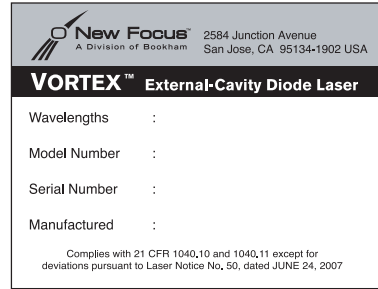 New Focus™
A Division of Bookham
2584 Junction Avenue
San Jose, CA 95134-1902 USA
VORTEX™ External-Cavity Diode Laser
Wavelengths :
Model Number :
Serial Number :
Manufactured :
Complies with 21 CFR 1040.10 and 1040.11 except for
deviations pursuant to Laser Notice No. 50, dated JUNE 24, 2007